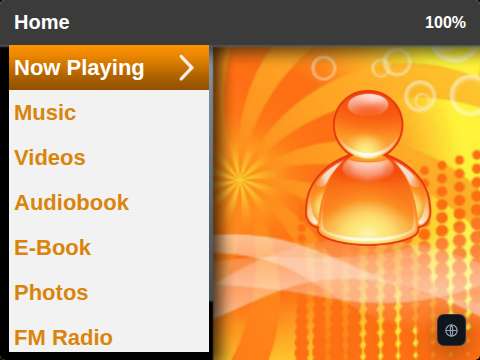 Home
100%
Now Playing
Music
Videos
Audiobook
E-Book
Photos
FM Radio